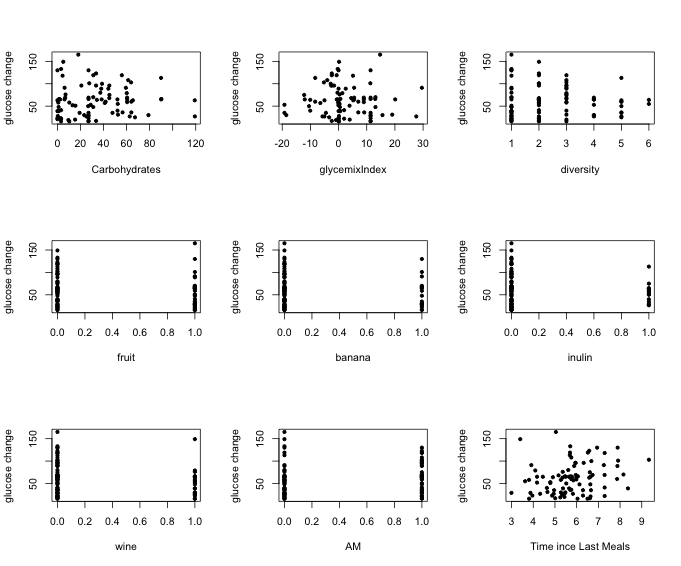 glucose change
50 150
0 20 40 60 80 120
Carbohydrates
glucose change
50 150
-20 -10 0 10 20 30
glycemixIndex
glucose change
50 150
1 2 3 4 5 6
diversity
glucose change
50 150
0.0 0.2 0.4 0.6 0.8 1.0
fruit
glucose change
50 150
0.0 0.2 0.4 0.6 0.8 1.0
banana
glucose change
50 150
0.0 0.2 0.4 0.6 0.8 1.0
inulin
glucose change
50 150
0.0 0.2 0.4 0.6 0.8 1.0
wine
glucose change
50 150
0.0 0.2 0.4 0.6 0.8 1.0
AM
glucose change
50 150
3 4 5 6 7 8 9
Time ince Last Meals